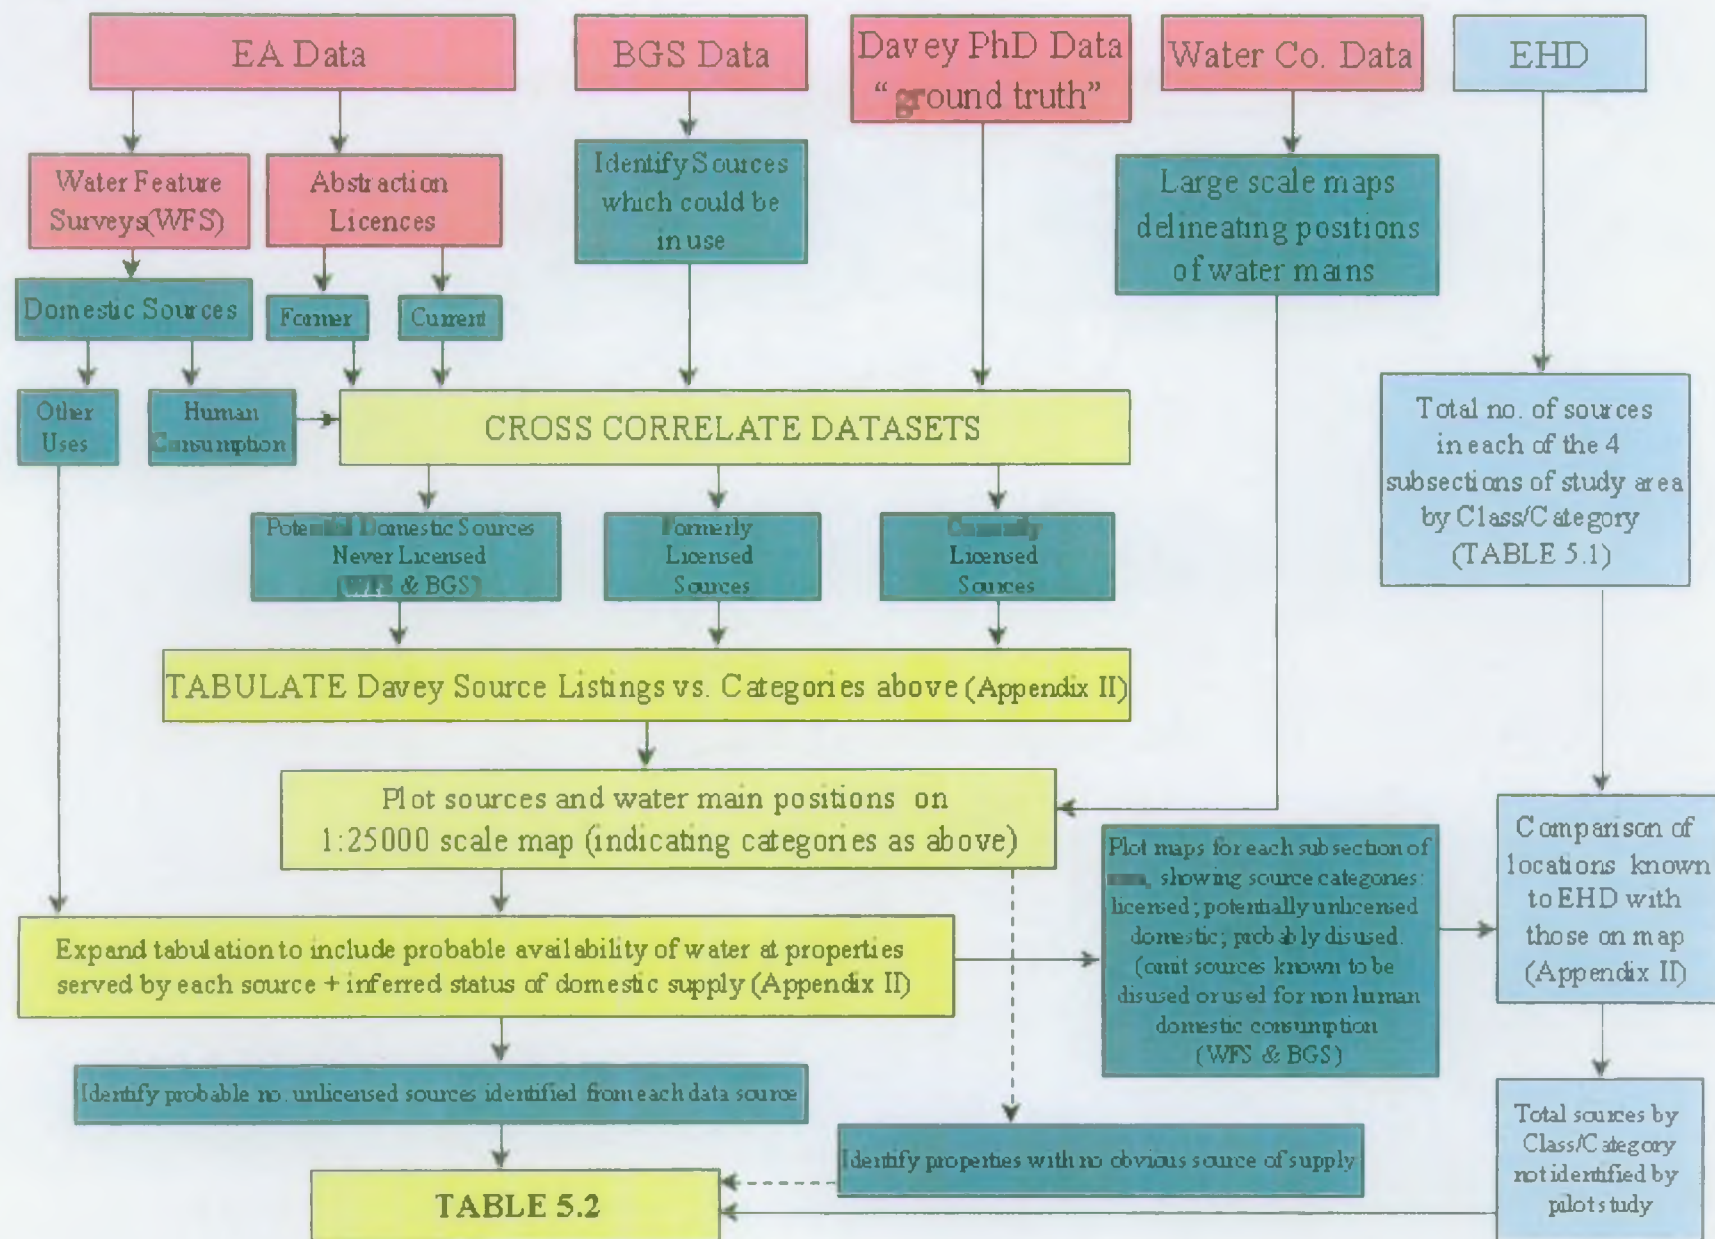 EA Data
BGS Data
Davey PhD Data
“ground truth”
Water Co. Data
EHD
Water Feature
Surveys(WFS)
Abstraction
Licences
Identify Sources
which could be
in use
Large scale maps
delineating positions
of water mains
Domestic Sources
Former
Current
Other
Uses
Human
Consumption
CROSS CORRELATE DATASETS
Total no. of sources
in each of the 4
subsections of study area
by Class/Category
(TABLE 5.1)
Potential Domestic Sources
Never Licensed
(WFS & BGS)
Formerly
Licensed
Sources
Currently
Licensed
Sources
TABULATE Davey Source Listings vs. Categories above (Appendix II)
Plot sources and water main positions on
1:25000 scale map (indicating categories as above)
Plot maps for each subsection of
showing source categories:
licensed; potentially unlicensed
domestic; probably disused.
(omit sources known to be
disused or used for non human
domestic consumption
(WFS & BGS)
Comparison of
locations known
to EHD with
those on map
(Appendix II)
Expand tabulation to include probable availability of water at properties
served by each source + inferred status of domestic supply (Appendix II)
Identify probable no. unlicensed sources identified from each data source
Identify properties with no obvious source of supply
Total sources by
Class/Category
not identified by
pilot study
TABLE 5.2